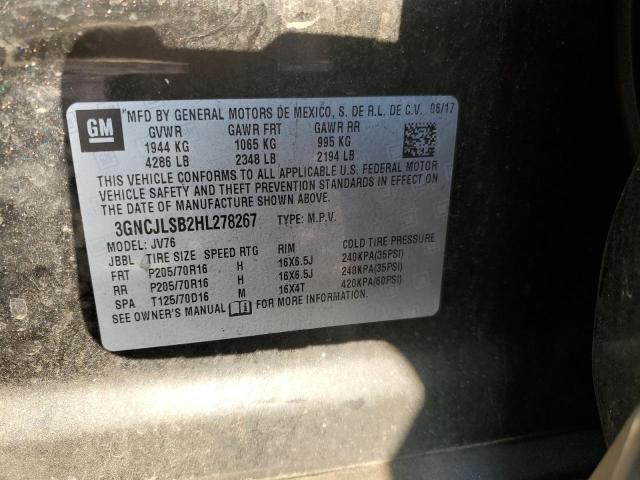 GM
"MFD BY GENERAL MOTORS DE MEXICO, S. DE R.L. DE C.V. 06/17
GVWR GAWR FRT GAWR RR
1944 KG 1065 KG 995 KG
4286 LB 2348 LB 2194 LB
THIS VEHICLE CONFORMS TO ALL APPLICABLE U.S. FEDERAL MOTOR
VEHICLE SAFETY AND THEFT PREVENTION STANDARDS IN EFFECT ON
THE DATE OF MANUFACTURE SHOWN ABOVE.
3GNCJLSB2HL278267 TYPE: M.P.V.
MODEL: JV76
JBBL TIRE SIZE SPEED RTG RIM COLD TIRE PRESSURE
FRT P205/70R16 H 16X6.5J 240KPA(35PSI)
RR P205/70R16 H 16X6.5J 240KPA(35PSI)
SPA T125/70D16 M 16X4T 420KPA(60PSI)
SEE OWNER'S MANUAL FOR MORE INFORMATION.